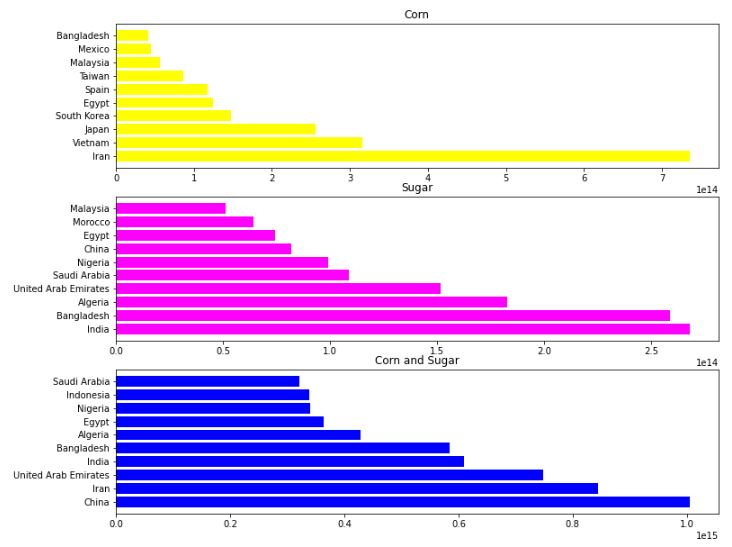 Corn
Bangladesh
Mexico
Malaysia
Taiwan
Spain
Egypt
South Korea
Japan
Vietnam
Iran
0 1 2 3 4 5 6 7
1e14
Sugar
Malaysia
Morocco
Egypt
China
Nigeria
Saudi Arabia
United Arab Emirates
Algeria
Bangladesh
India
0.0 0.5 1.0 1.5 2.0 2.5
1e14
Corn and Sugar
Saudi Arabia
Indonesia
Nigeria
Egypt
Algeria
Bangladesh
India
United Arab Emirates
Iran
China
0.0 0.2 0.4 0.6 0.8 1.0
1e15